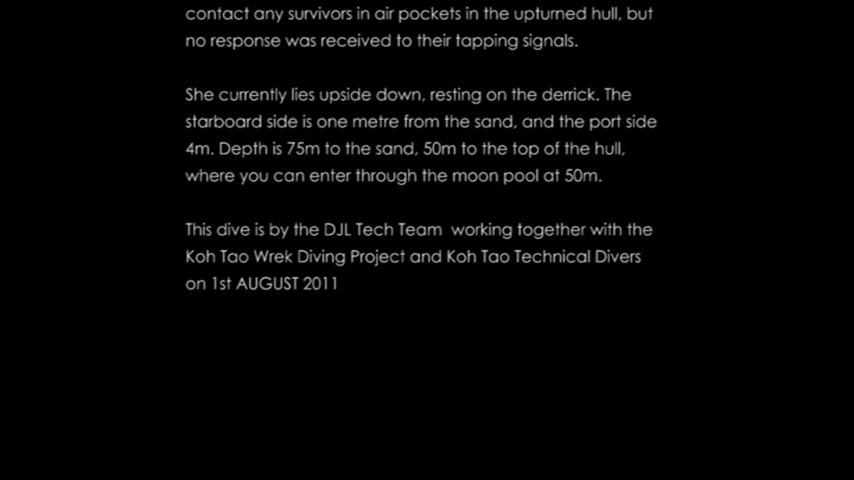 contact any survivors in air pockets in the upturned hull, but
no response was received to their tapping signals.
She currently lies upside down, resting on the derrick. The
starboard side is one metre from the sand, and the port side
4m. Depth is 75m to the sand, 50m to the top of the hull,
where you can enter through the moon pool at 50m.
This dive is by the DJL Tech Team  working together with the
Koh Tao Wrek Diving Project and Koh Tao Technical Divers
on 1st AUGUST 2011